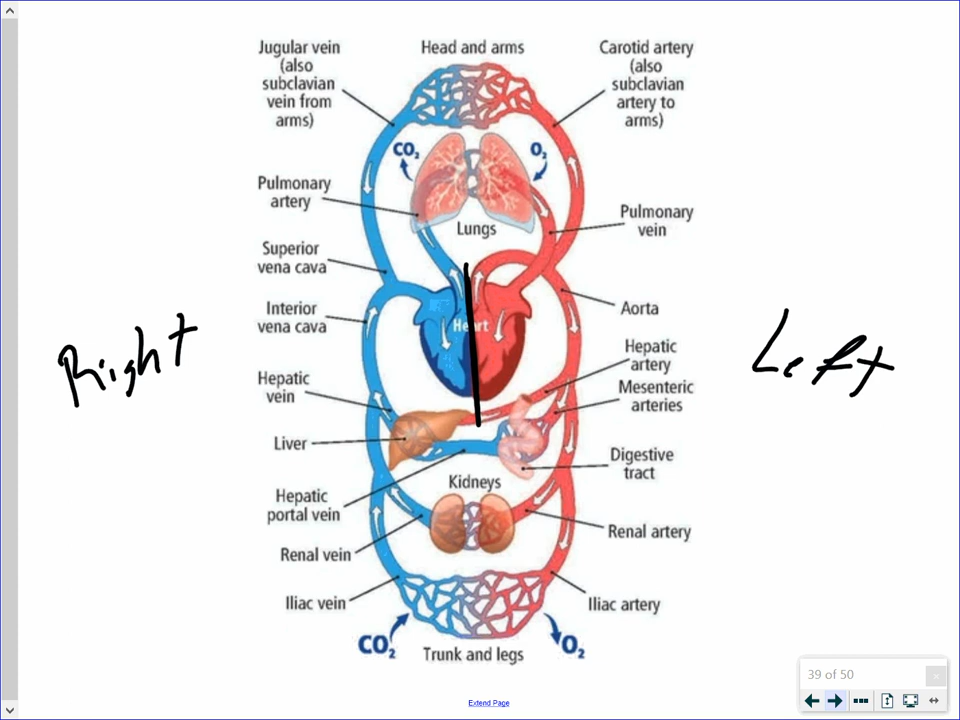 Jugular vein
(also
subclavian
vein from
arms)
Head and arms
Carotid artery
(also
subclavian
artery to
arms)
CO₂
O₂
Pulmonary
artery
Lungs
Pulmonary
vein
Superior
vena cava
Interior
vena cava
Aorta
Heart
Right
Left
Hepatic
artery
Mesenteric
arteries
Hepatic
vein
Liver
Digestive
tract
Kidneys
Hepatic
portal vein
Renal artery
Renal vein
Iliac vein
Iliac artery
CO₂
O₂
Trunk and legs
39 of 50
Extend Page